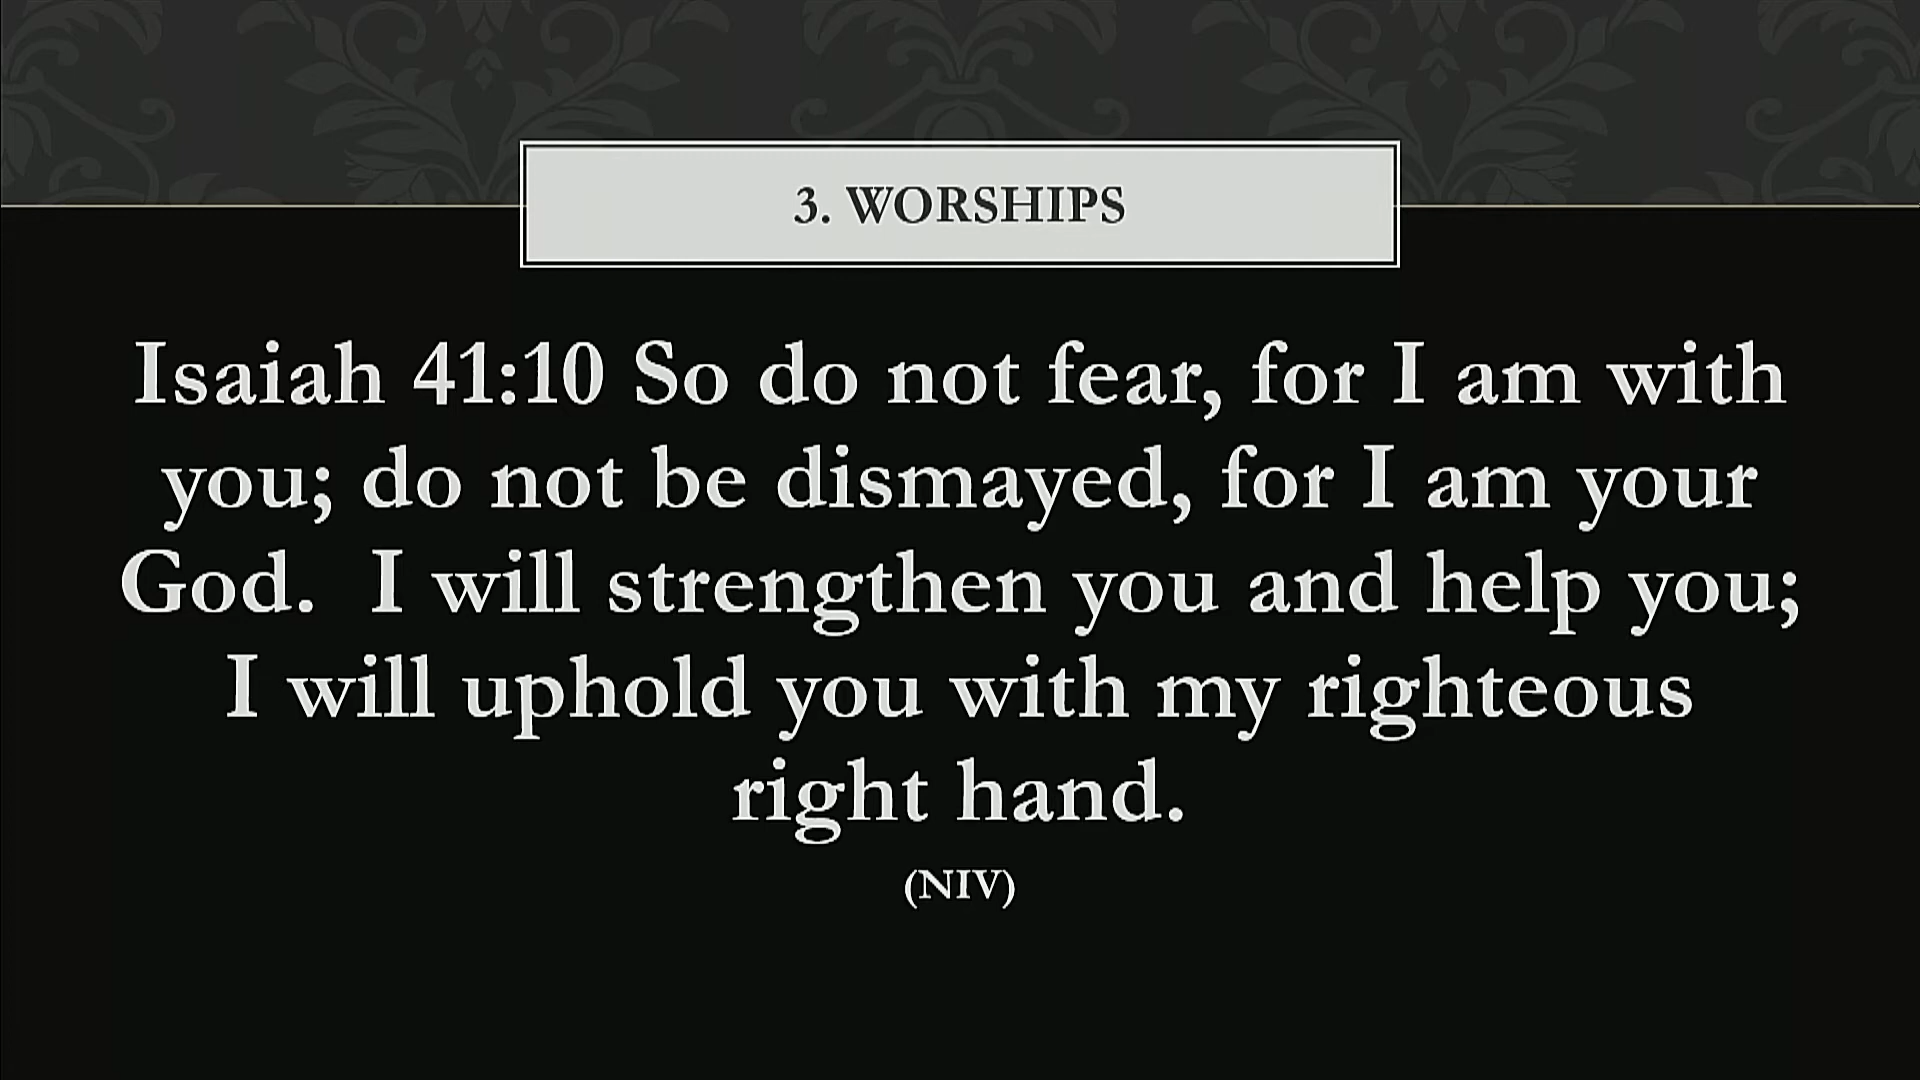 3. WORSHIPS
Isaiah 41:10 So do not fear, for I am with
you; do not be dismayed, for I am your
God.  I will strengthen you and help you;
I will uphold you with my righteous
right hand.
(NIV)